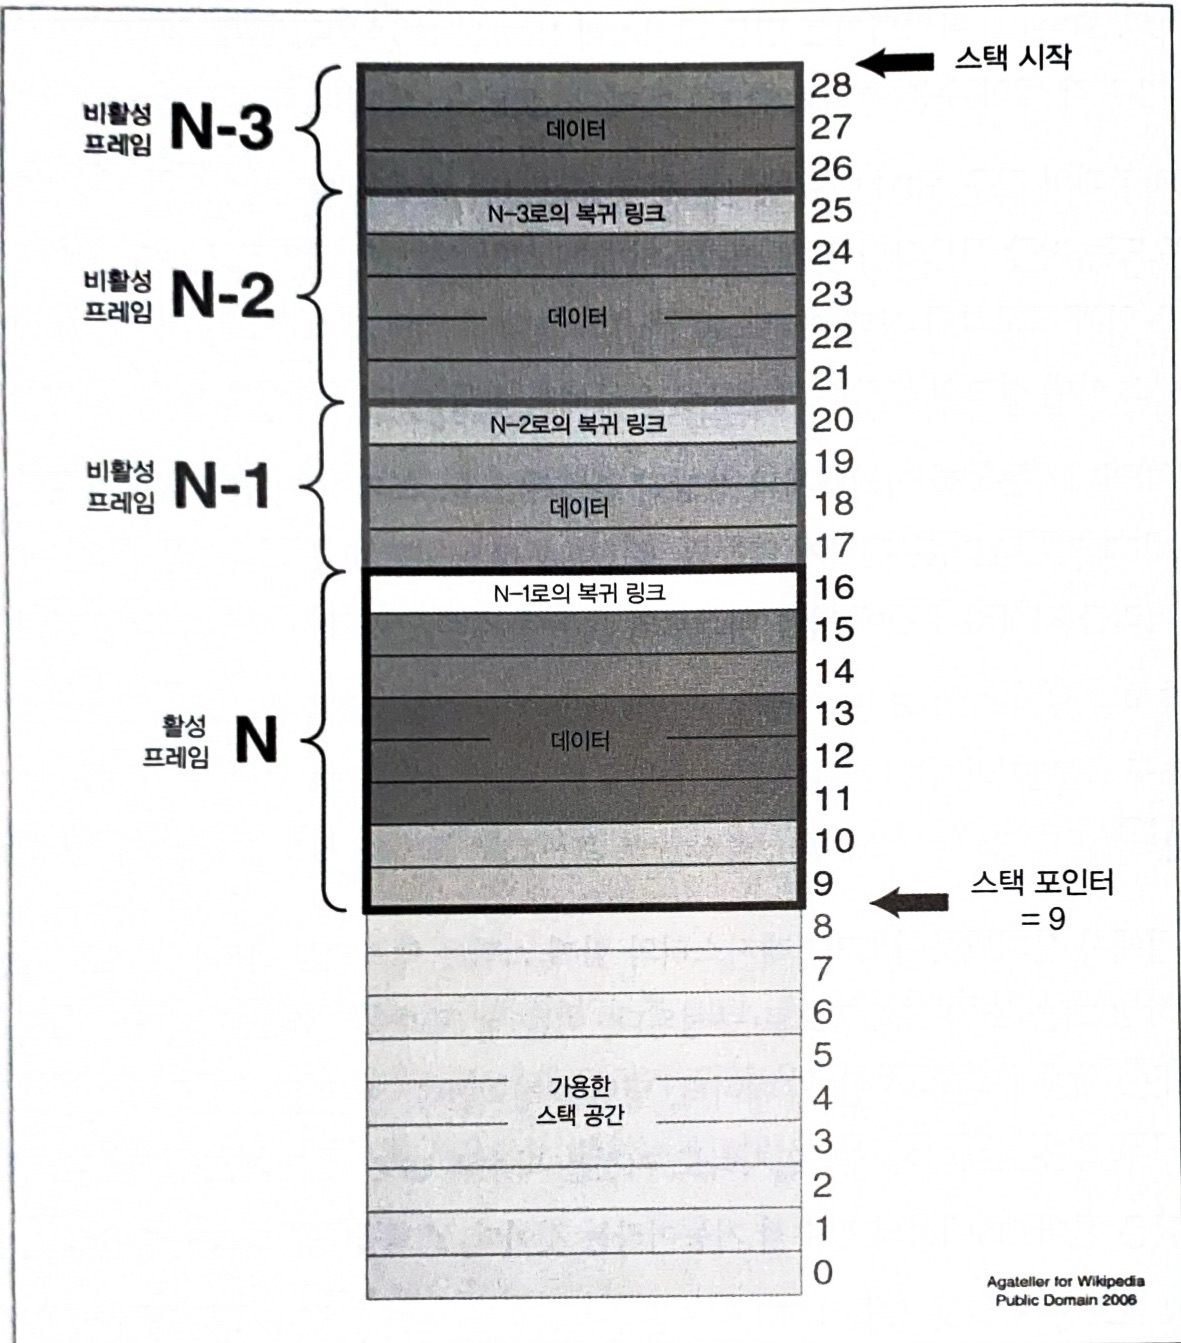 스택 시작
비활성
프레임
N-3
28
데이터
27
26
N-3로의 복귀 링크
25
비활성
프레임
N-2
24
23
데이터
22
21
N-2로의 복귀 링크
20
비활성
프레임
N-1
19
데이터
18
17
N-1로의 복귀 링크
16
15
14
활성
프레임
N
13
데이터
12
11
10
9
스택 포인터
= 9
8
7
6
5
가용한
스택 공간
4
3
2
1
0
Agateller for Wikipedia
Public Domain 2006